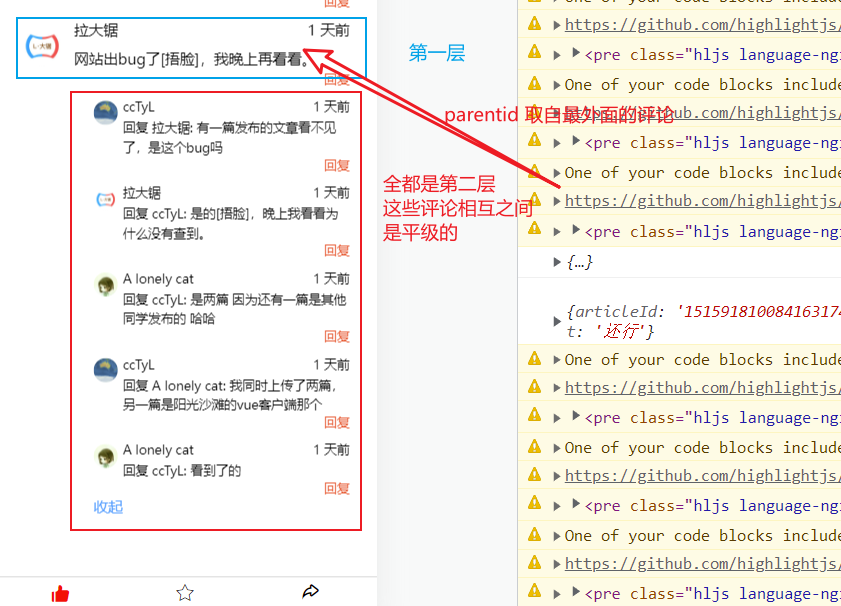 回复
拉大锯
1 天前
网站出bug了[捂脸]，我晚上再看看。
回复
第一层
ccTyL
1 天前
回复 拉大锯: 有一篇发布的文章看不见
了，是这个bug吗
回复
parentid 取自最外面的评论
拉大锯
1 天前
回复 ccTyL: 是的[捂脸]，晚上我看看为
什么没有查到。
回复
全都是第二层
这些评论相互之间
是平级的
A lonely cat
1 天前
回复 ccTyL: 是两篇 因为还有一篇是其他
同学发布的 哈哈
回复
ccTyL
1 天前
回复 A lonely cat: 我同时上传了两篇，
另一篇是阳光沙滩的vue客户端那个
回复
A lonely cat
1 天前
回复 ccTyL: 看到了的
回复
收起
One of your code blocks include
https://github.com/highlightjs/
<pre class="hljs language-ng
One of your code blocks include
https://github.com/highlightjs/
<pre class="hljs language-ng
One of your code blocks include
https://github.com/highlightjs/
<pre class="hljs language-ng
{…}
{articleId: '15159181008416317
t: '还行'}
One of your code blocks include
https://github.com/highlightjs/
<pre class="hljs language-ng
One of your code blocks include
https://github.com/highlightjs/
<pre class="hljs language-ng
One of your code blocks include
https://github.com/highlightjs/
<pre class="hljs language-ng